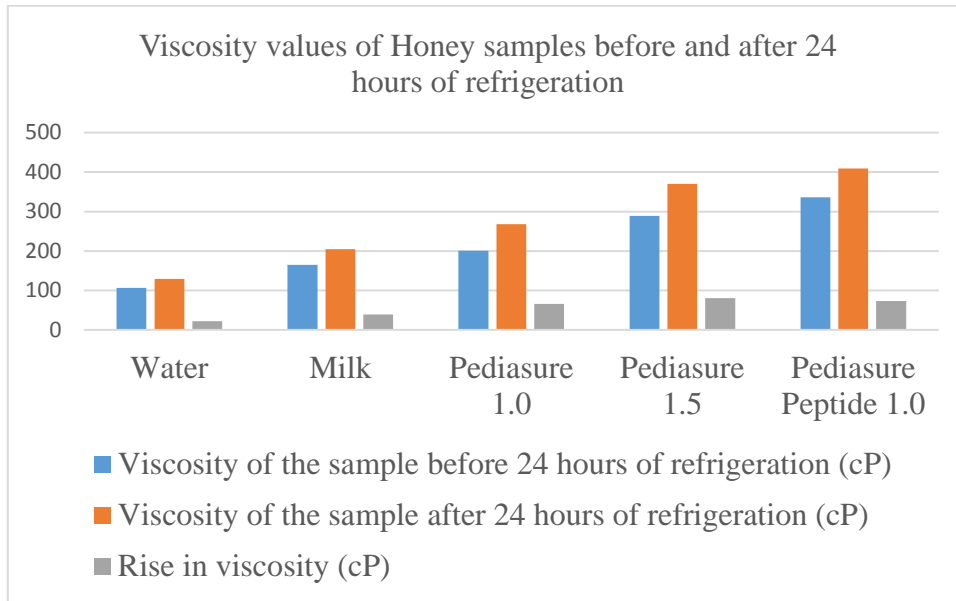 Viscosity values of Honey samples before and after 24
hours of refrigeration
500
400
300
200
100
0
Water
Milk
Pediasure
1.0
Pediasure
1.5
Pediasure
Peptide 1.0
Viscosity of the sample before 24 hours of refrigeration (cP)
Viscosity of the sample after 24 hours of refrigeration (cP)
Rise in viscosity (cP)